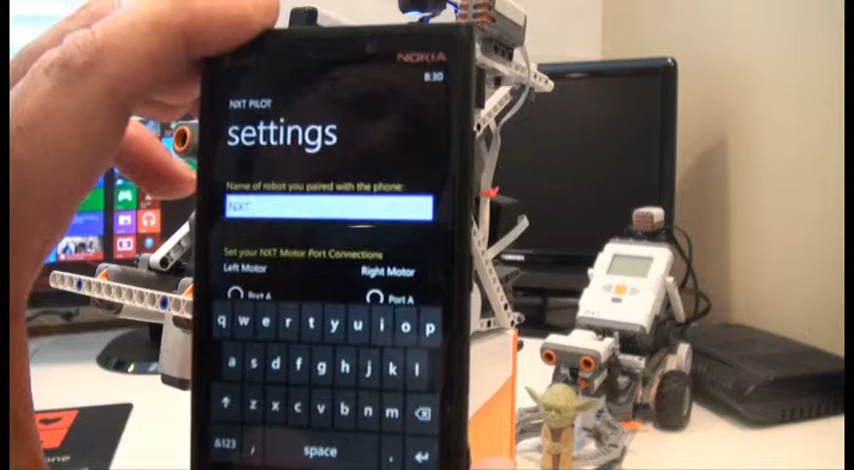 NOKIA
8:30
NXT PILOT
settings
Name of robot you paired with the phone:
NXT
Set your NXT Motor Port Connections
Left Motor Right Motor
Port A Port A
q w e r t y u i o p
a s d f g h j k l
z x c v b n m
&123 / space .
one